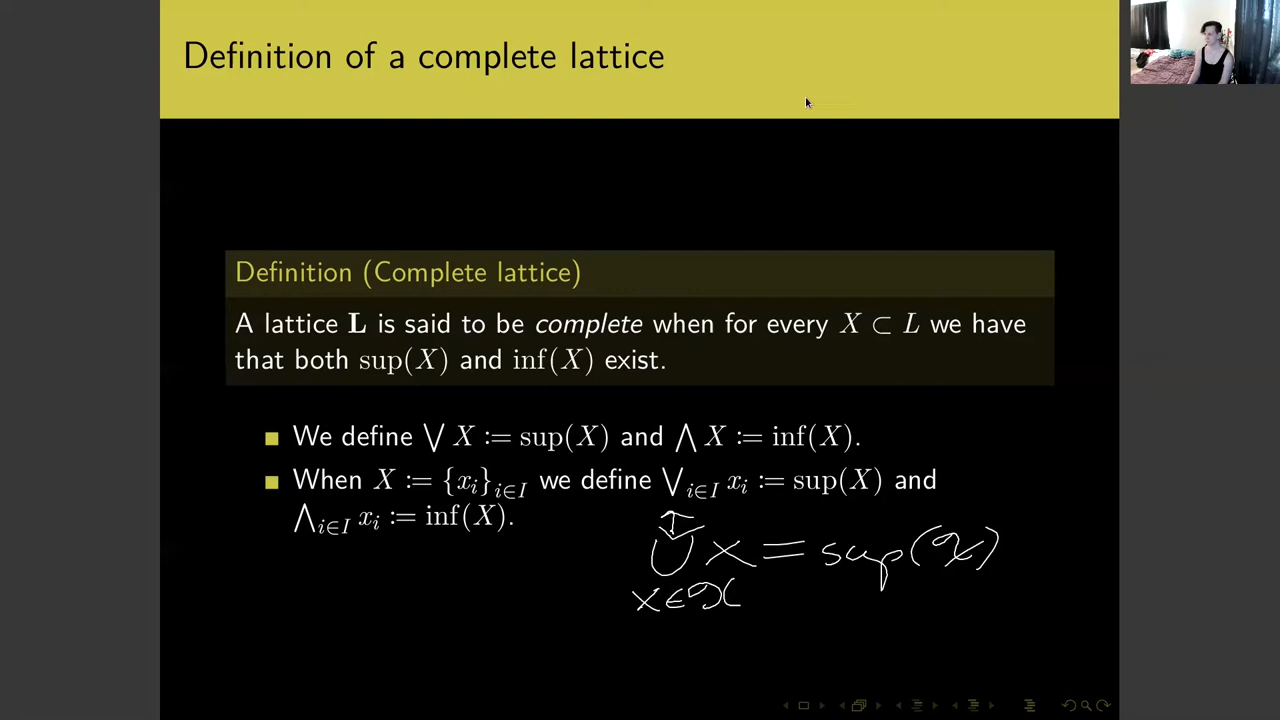 Definition of a complete lattice
Definition (Complete lattice)
A lattice L is said to be complete when for every X ⊂ L we have
that both sup(X) and inf(X) exist.
We define ⋁ X := sup(X) and ⋀ X := inf(X).
When X := {x_i}_{i∈I} we define ⋁_{i∈I} x_i := sup(X) and
⋀_{i∈I} x_i := inf(X).
⋃ x = sup(𝒳)
x∈𝒳